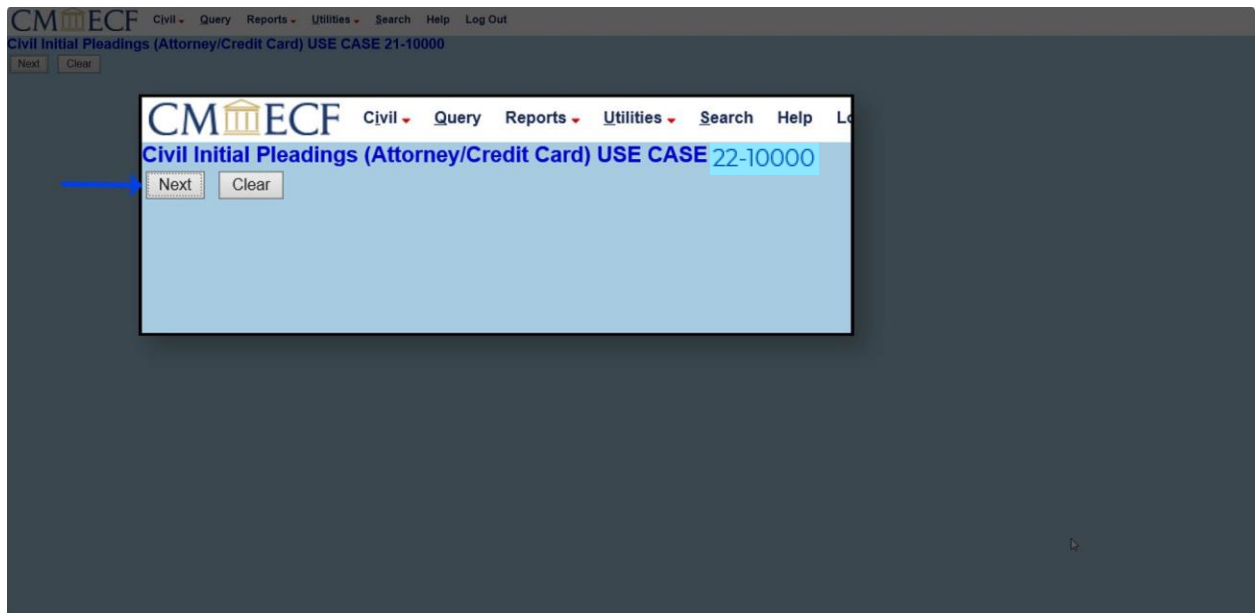 CM ECF Civil Query Reports Utilities Search Help Log Out
Civil Initial Pleadings (Attorney/Credit Card) USE CASE 21-10000
Next Clear
CM ECF Civil Query Reports Utilities Search Help Lo
Civil Initial Pleadings (Attorney/Credit Card) USE CASE 22-10000
Next Clear